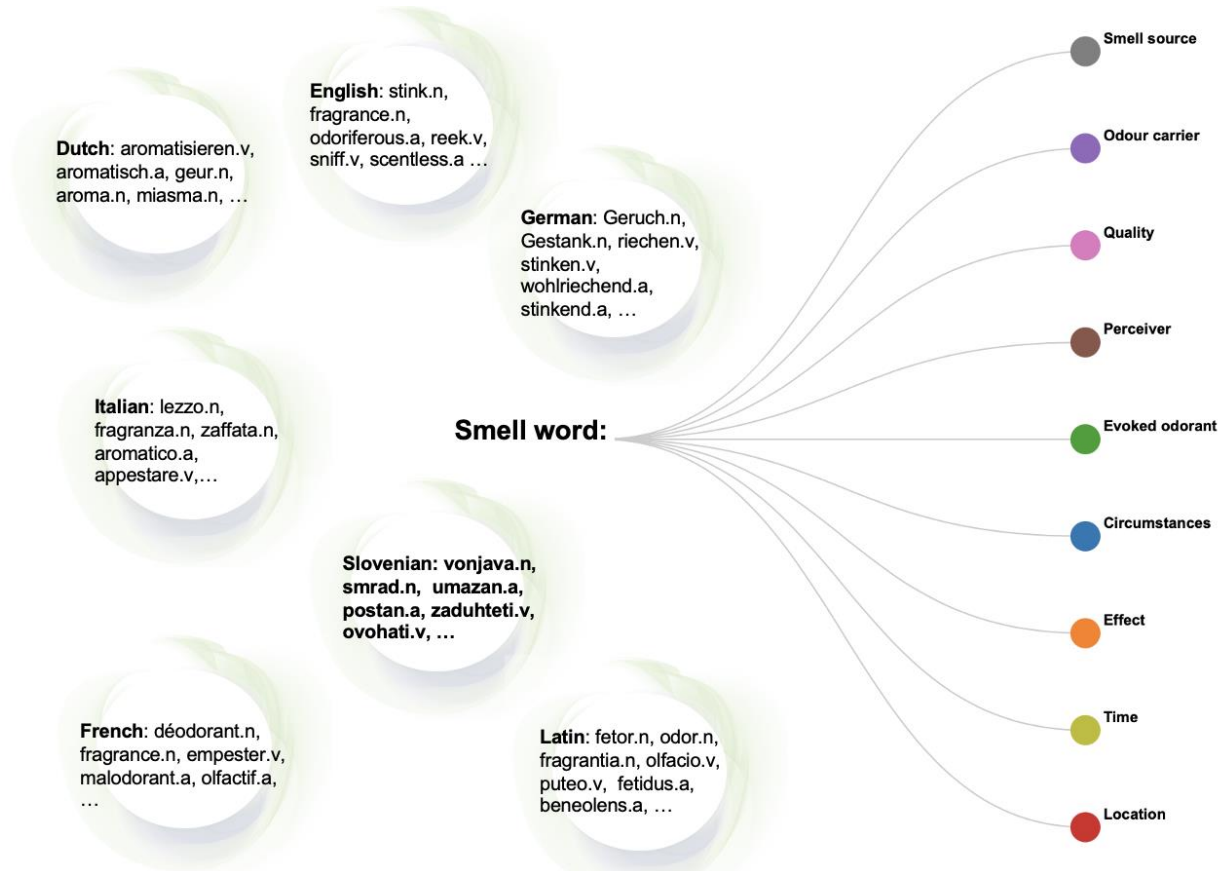 English: stink.n,
fragrance.n,
odoriferous.a, reek.v,
sniff.v, scentless.a ...
Dutch: aromatisieren.v,
aromatisch.a, geur.n,
aroma.n, miasma.n, ...
German: Geruch.n,
Gestank.n, riechen.v,
stinken.v,
wohlriechend.a,
stinkend.a, ...
Italian: lezzo.n,
fragranza.n, zaffata.n,
aromatico.a,
appestare.v,...
Slovenian: vonjava.n,
smrad.n, umazan.a,
postan.a, zaduhteti.v,
ovohati.v, ...
French: déodorant.n,
fragrance.n, empester.v,
malodorant.a, olfactif.a,
...
Latin: fetor.n, odor.n,
fragrantia.n, olfacio.v,
puteo.v, fetidus.a,
beneolens.a, ...
Smell word:
Smell source
Odour carrier
Quality
Perceiver
Evoked odorant
Circumstances
Effect
Time
Location